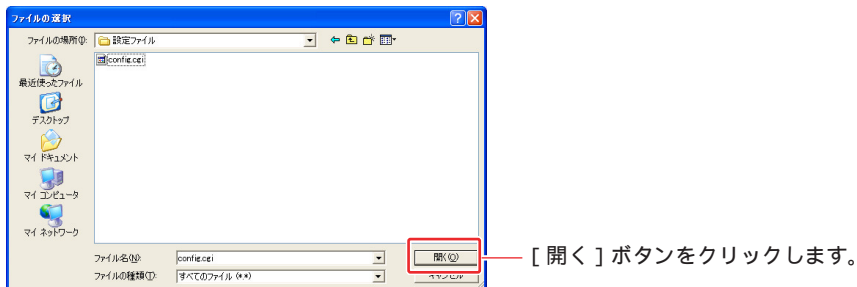 ファイルの選択
ファイルの場所(I):
設定ファイル
config.cgi
最近使ったファイル
デスクトップ
マイ ドキュメント
マイ コンピュータ
マイ ネットワーク
ファイル名(N):
config.cgi
開く(O)
ファイルの種類(T):
すべてのファイル (*.*)
キャンセル
[ 開く ] ボタンをクリックします。